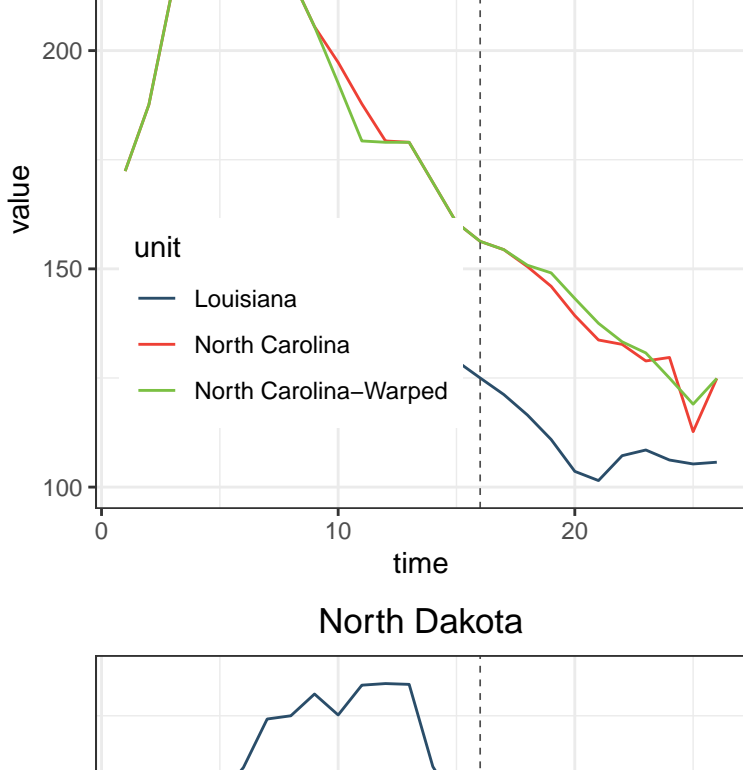 200
150
100
value
unit
Louisiana
North Carolina
North Carolina−Warped
0 10 20
time
North Dakota